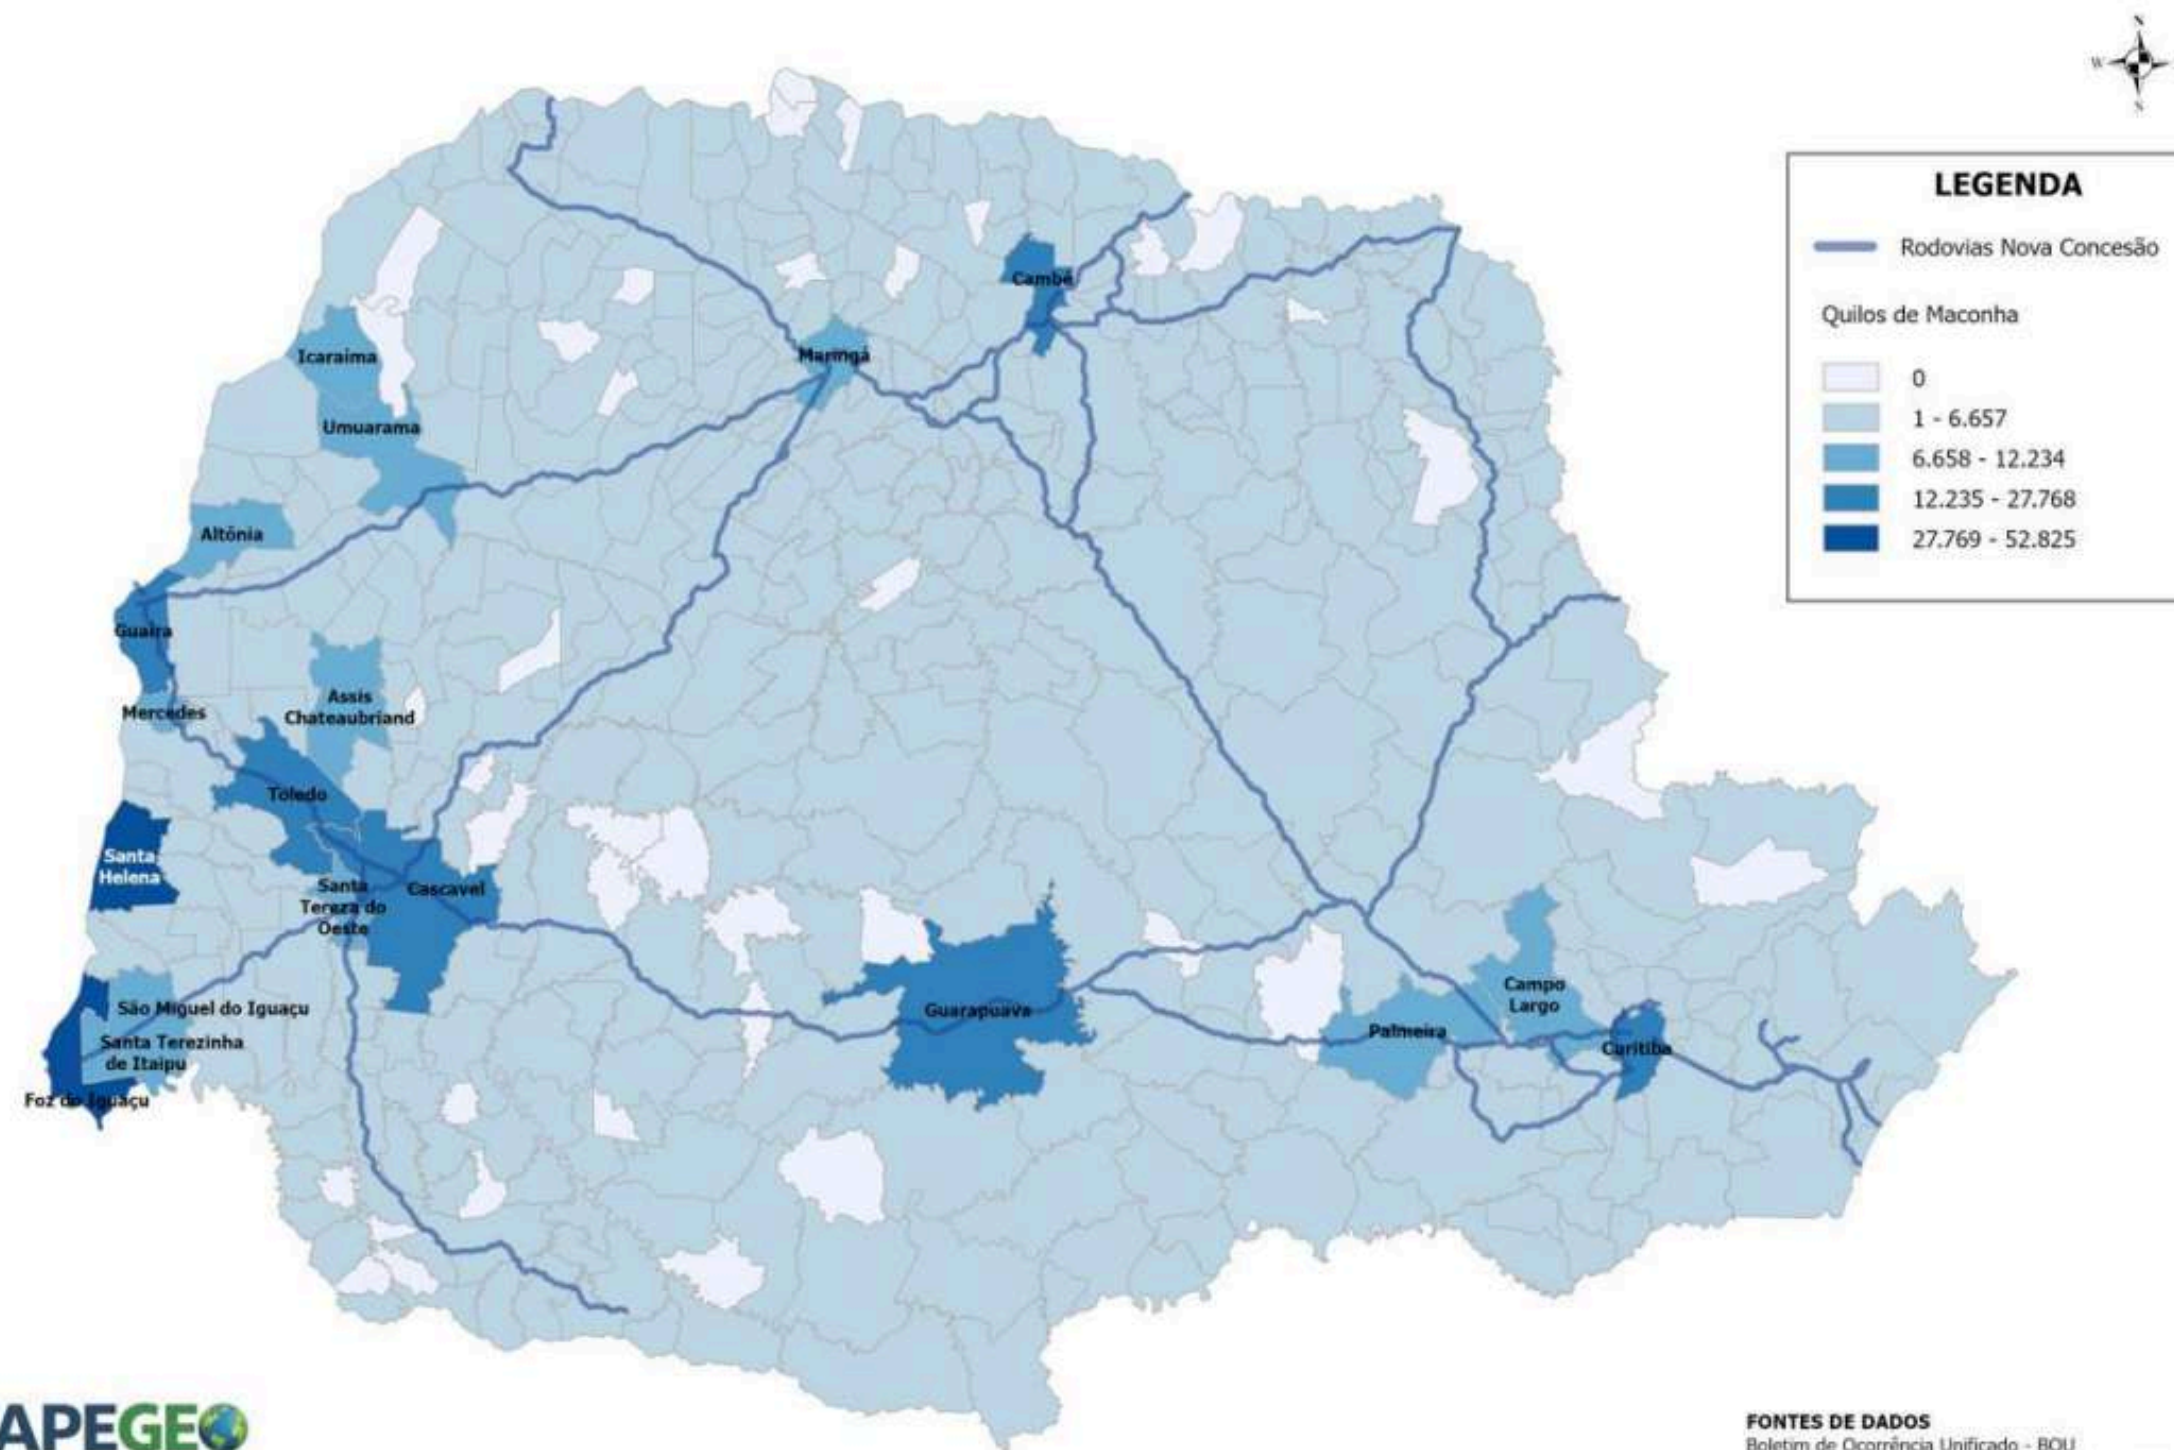 N
W
S
LEGENDA
Rodovias Nova Concesão
Quilos de Maconha
0
1 - 6.657
6.658 - 12.234
12.235 - 27.768
27.769 - 52.825
Cambé
Icaraíma
Maringá
Umuarama
Altônia
Guaíra
Assis
Chateaubriand
Mercedes
Toledo
Santa
Helena
Santa
Tereza do
Oeste
Cascavel
Campo
Largo
São Miguel do Iguaçu
Guarapuava
Palmeira
Santa Terezinha
de Itaipu
Curitiba
Foz do Iguaçu
APEGEO
FONTES DE DADOS
Boletim de Ocorrência Unificado - BOU